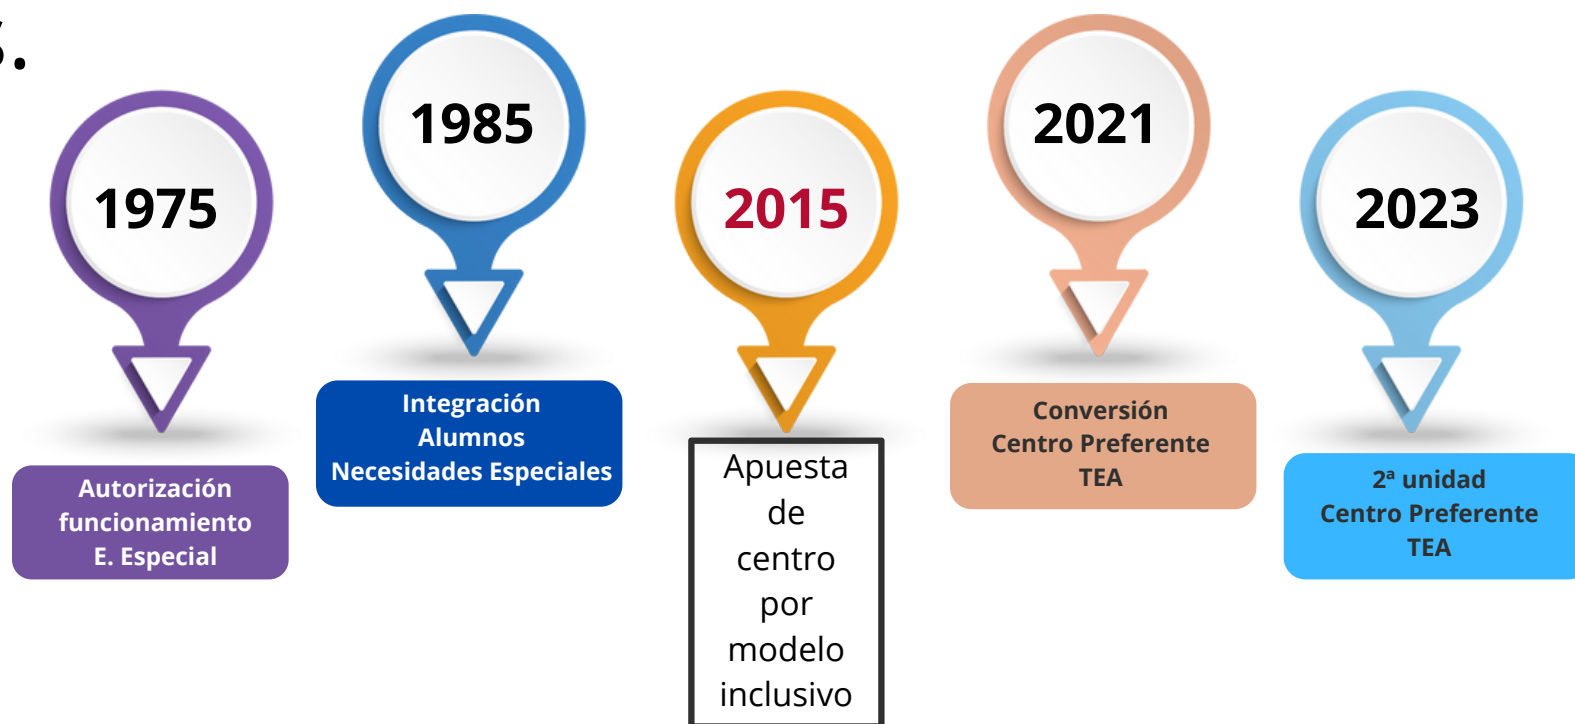 s.
1975
Autorización
funcionamiento
E. Especial
1985
Integración
Alumnos
Necesidades Especiales
2015
Apuesta
de
centro
por
modelo
inclusivo
2021
Conversión
Centro Preferente
TEA
2023
2ª unidad
Centro Preferente
TEA